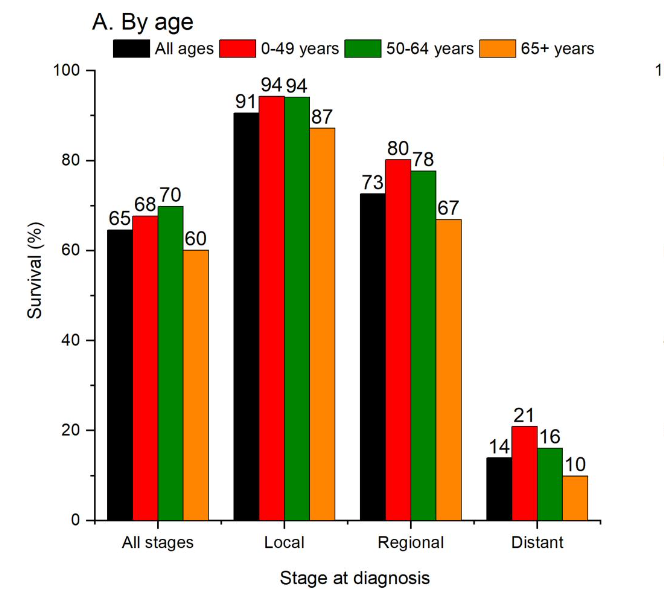 A. By age
All ages 0-49 years 50-64 years 65+ years
100
80
60
40
20
0
Survival (%)
65 68 70 60
91 94 94 87
73 80 78 67
14 21 16 10
All stages Local Regional Distant
Stage at diagnosis
1